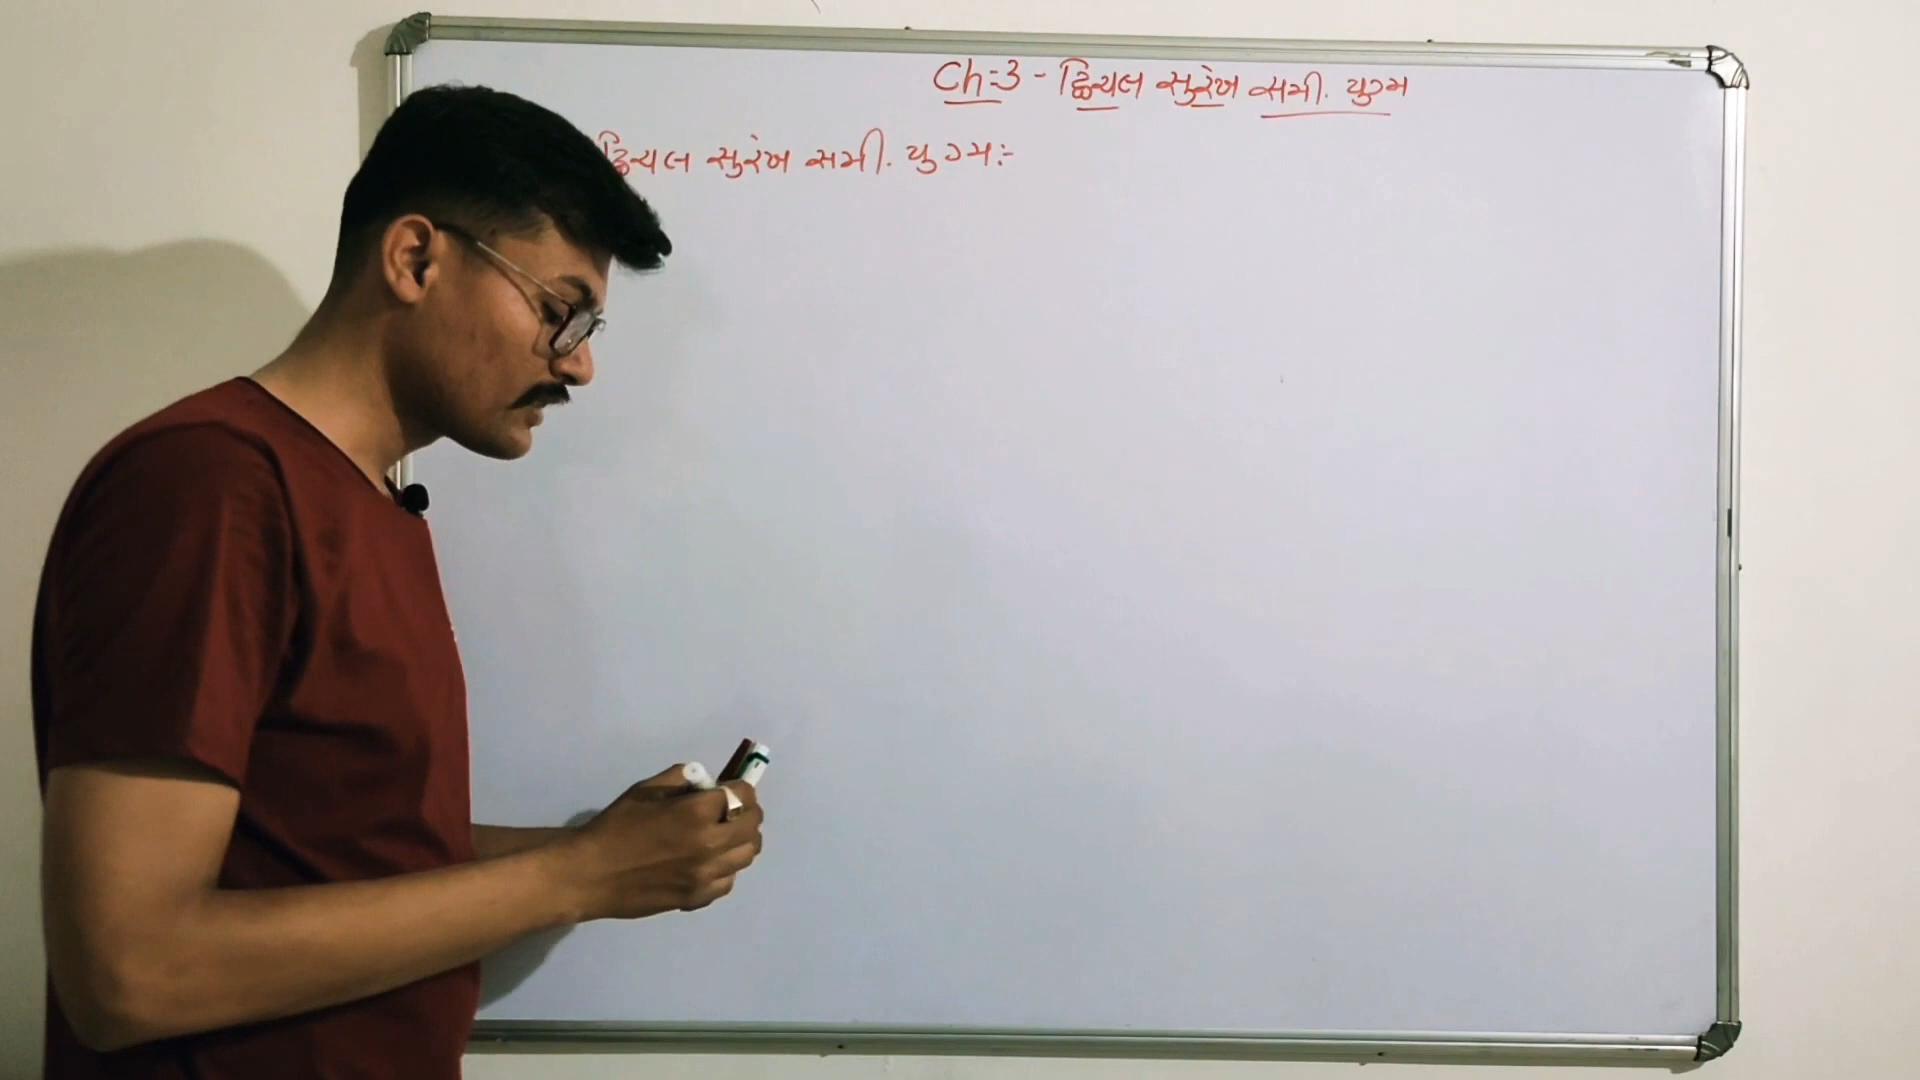 Ch:-3 - દ્વિચલ સુરેખ સમી. યુગ્મ
દ્વિચલ સુરેખ સમી. યુગ્મ:-